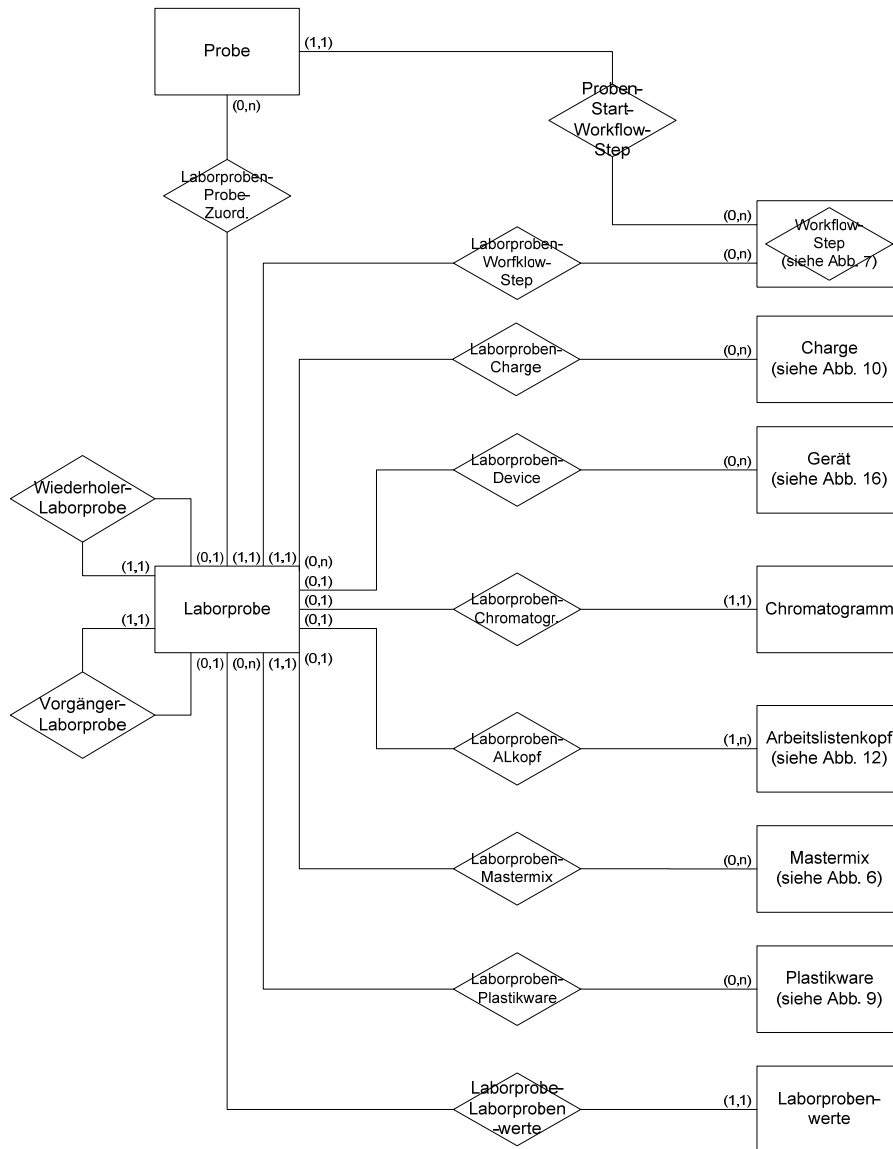 Probe
(1,1)
(0,n)
Proben-
Start-
Workflow-
Step
Laborproben-
Probe-
Zuord.
(0,n)
Workflow-
Step
(siehe Abb. 7)
Laborproben-
Worfklow-
Step
(0,n)
Laborproben-
Charge
(0,n)
Charge
(siehe Abb. 10)
Laborproben-
Device
(0,n)
Gerät
(siehe Abb. 16)
Wiederholer-
Laborprobe
(1,1)
(0,1)
(1,1)
(1,1)
(0,n)
(0,1)
(0,1)
(0,1)
Laborprobe
Laborproben-
Chromatogr.
(1,1)
Chromatogramm
(1,1)
(0,1)
(0,n)
(1,1)
(0,1)
Vorgänger-
Laborprobe
Laborproben-
ALkopf
(1,n)
Arbeitslistenkopf
(siehe Abb. 12)
Laborproben-
Mastermix
(0,n)
Mastermix
(siehe Abb. 6)
Laborproben-
Plastikware
(0,n)
Plastikware
(siehe Abb. 9)
Laborprobe-
Laborproben
-werte
(1,1)
Laborproben-
werte